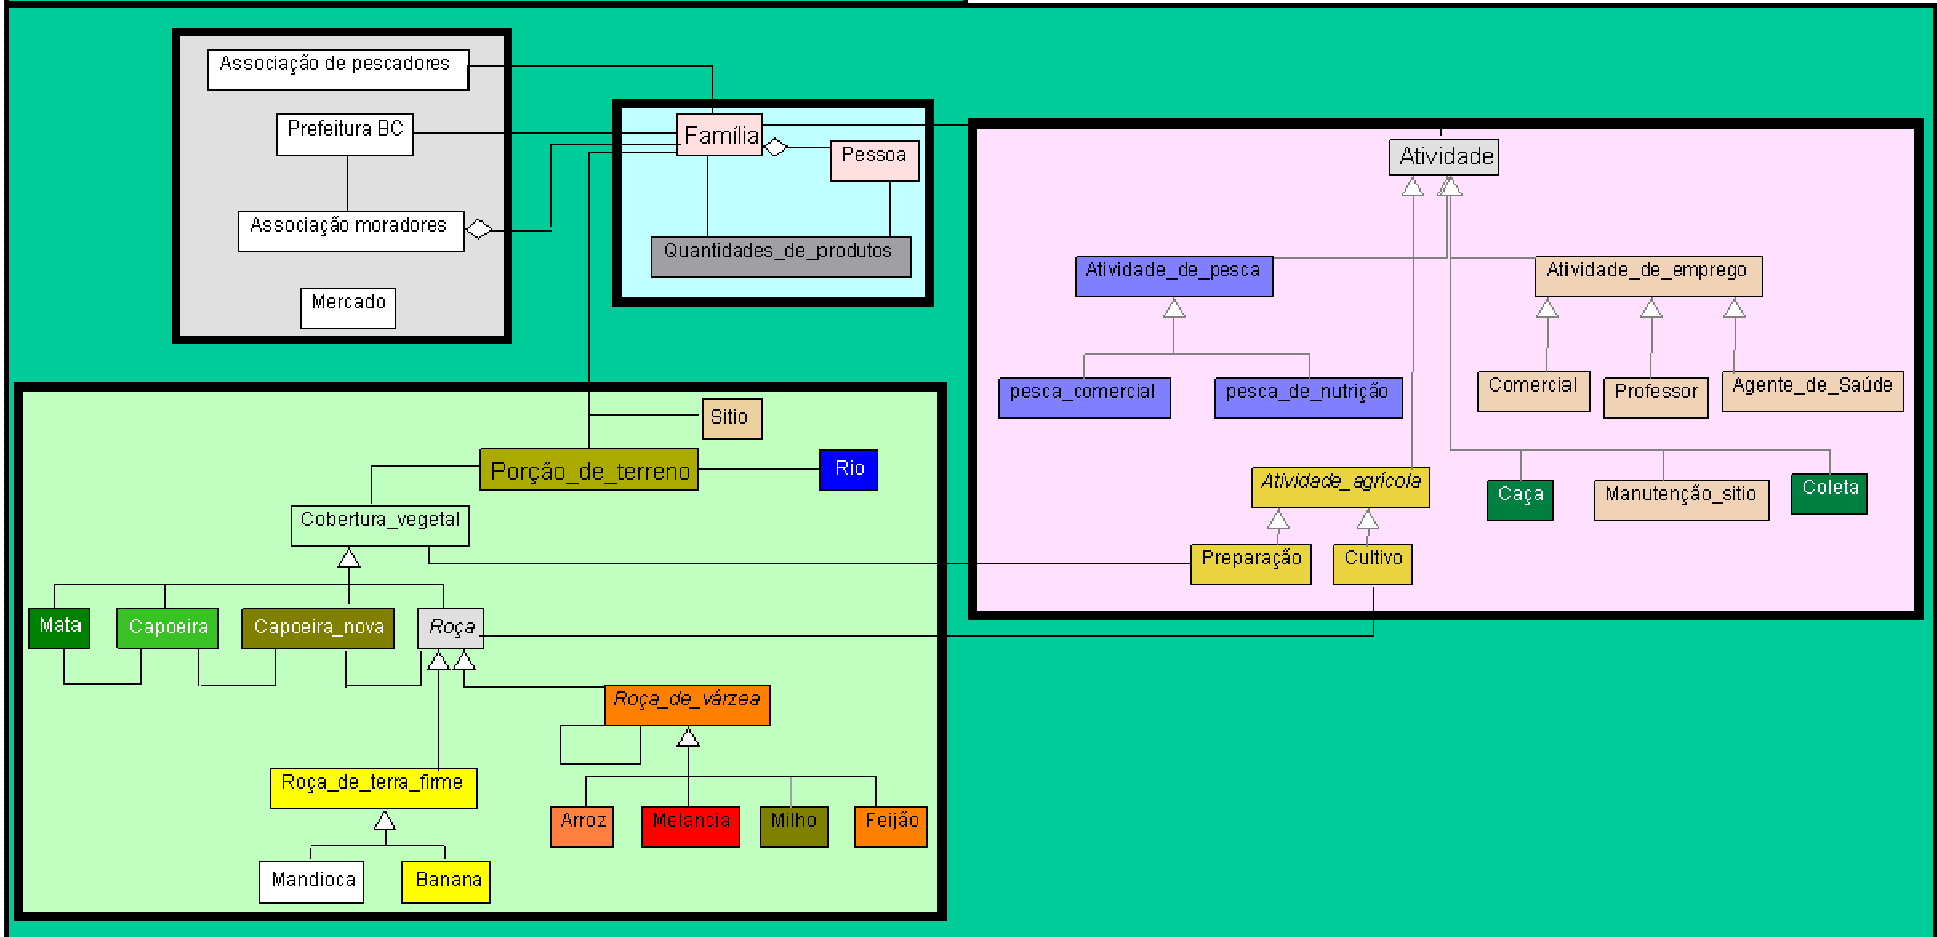 Associação de pescadores
Prefeitura BC
Associação moradores
Mercado
Família
Pessoa
Quantidades_de_produtos
Atividade
Atividade_de_pesca
Atividade_de_emprego
pesca_comercial
pesca_de_nutrição
Comercial
Professor
Agente_de_Saúde
Atividade_agrícola
Caça
Manutenção_sitio
Coleta
Preparação
Cultivo
Sitio
Porção_de_terreno
Rio
Cobertura_vegetal
Mata
Capoeira
Capoeira_nova
Roça
Roça_de_várzea
Roça_de_terra_firme
Arroz
Melancia
Milho
Feijão
Mandioca
Banana